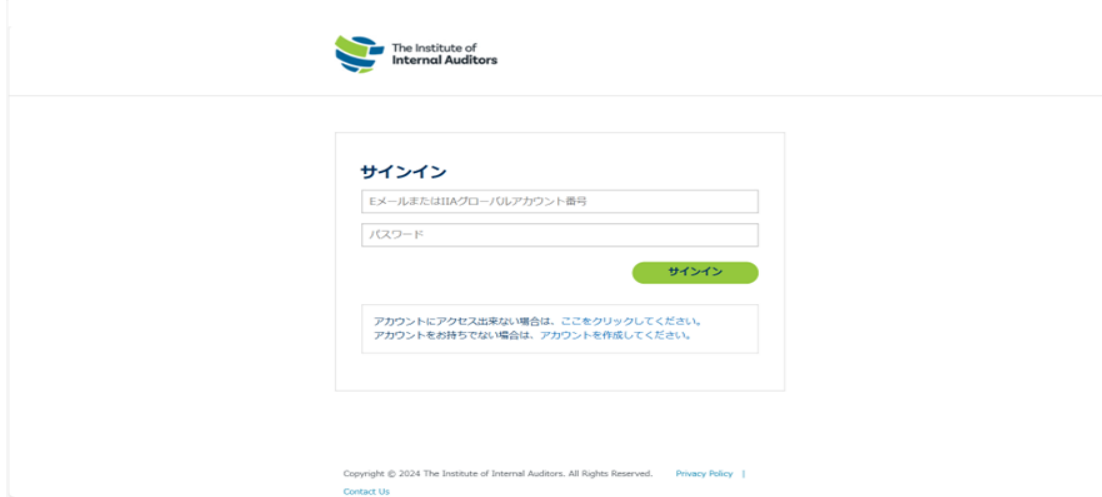 The Institute of
Internal Auditors
サインイン
EメールまたはIIAグローバルアカウント番号
パスワード
サインイン
アカウントにアクセス出来ない場合は、ここをクリックしてください。
アカウントをお持ちでない場合は、アカウントを作成してください。
Copyright © 2024 The Institute of Internal Auditors. All Rights Reserved. Privacy Policy |
Contact Us